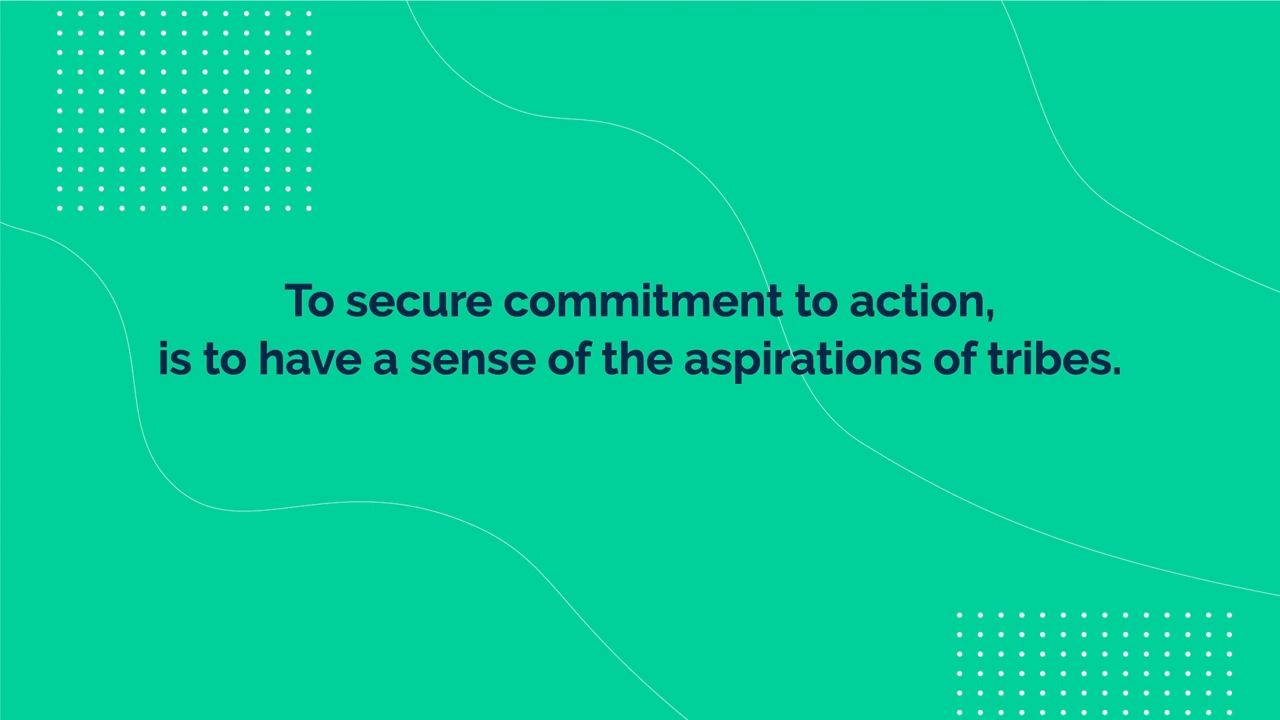 To secure commitment to action,
is to have a sense of the aspirations of tribes.